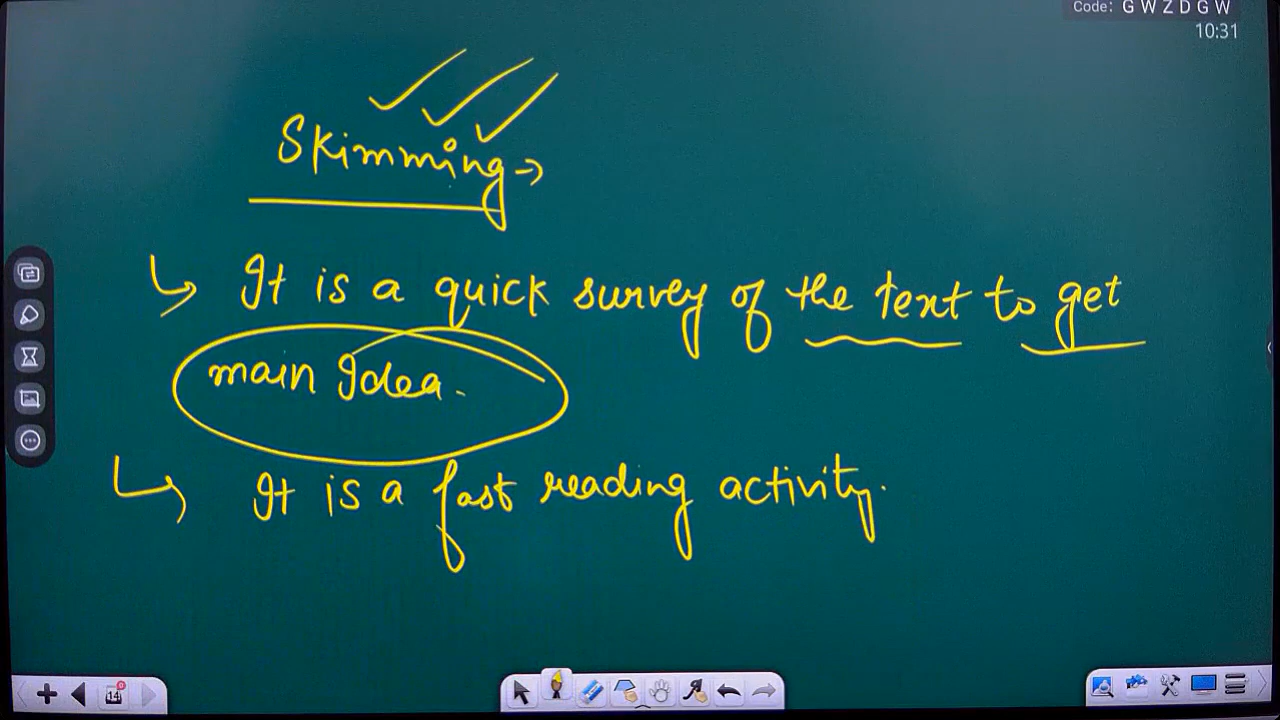 Code: G W Z D G W
10:31
Skimming →
↳ It is a quick survey of the text to get
main Idea.
↳ It is a fast reading activity.
14